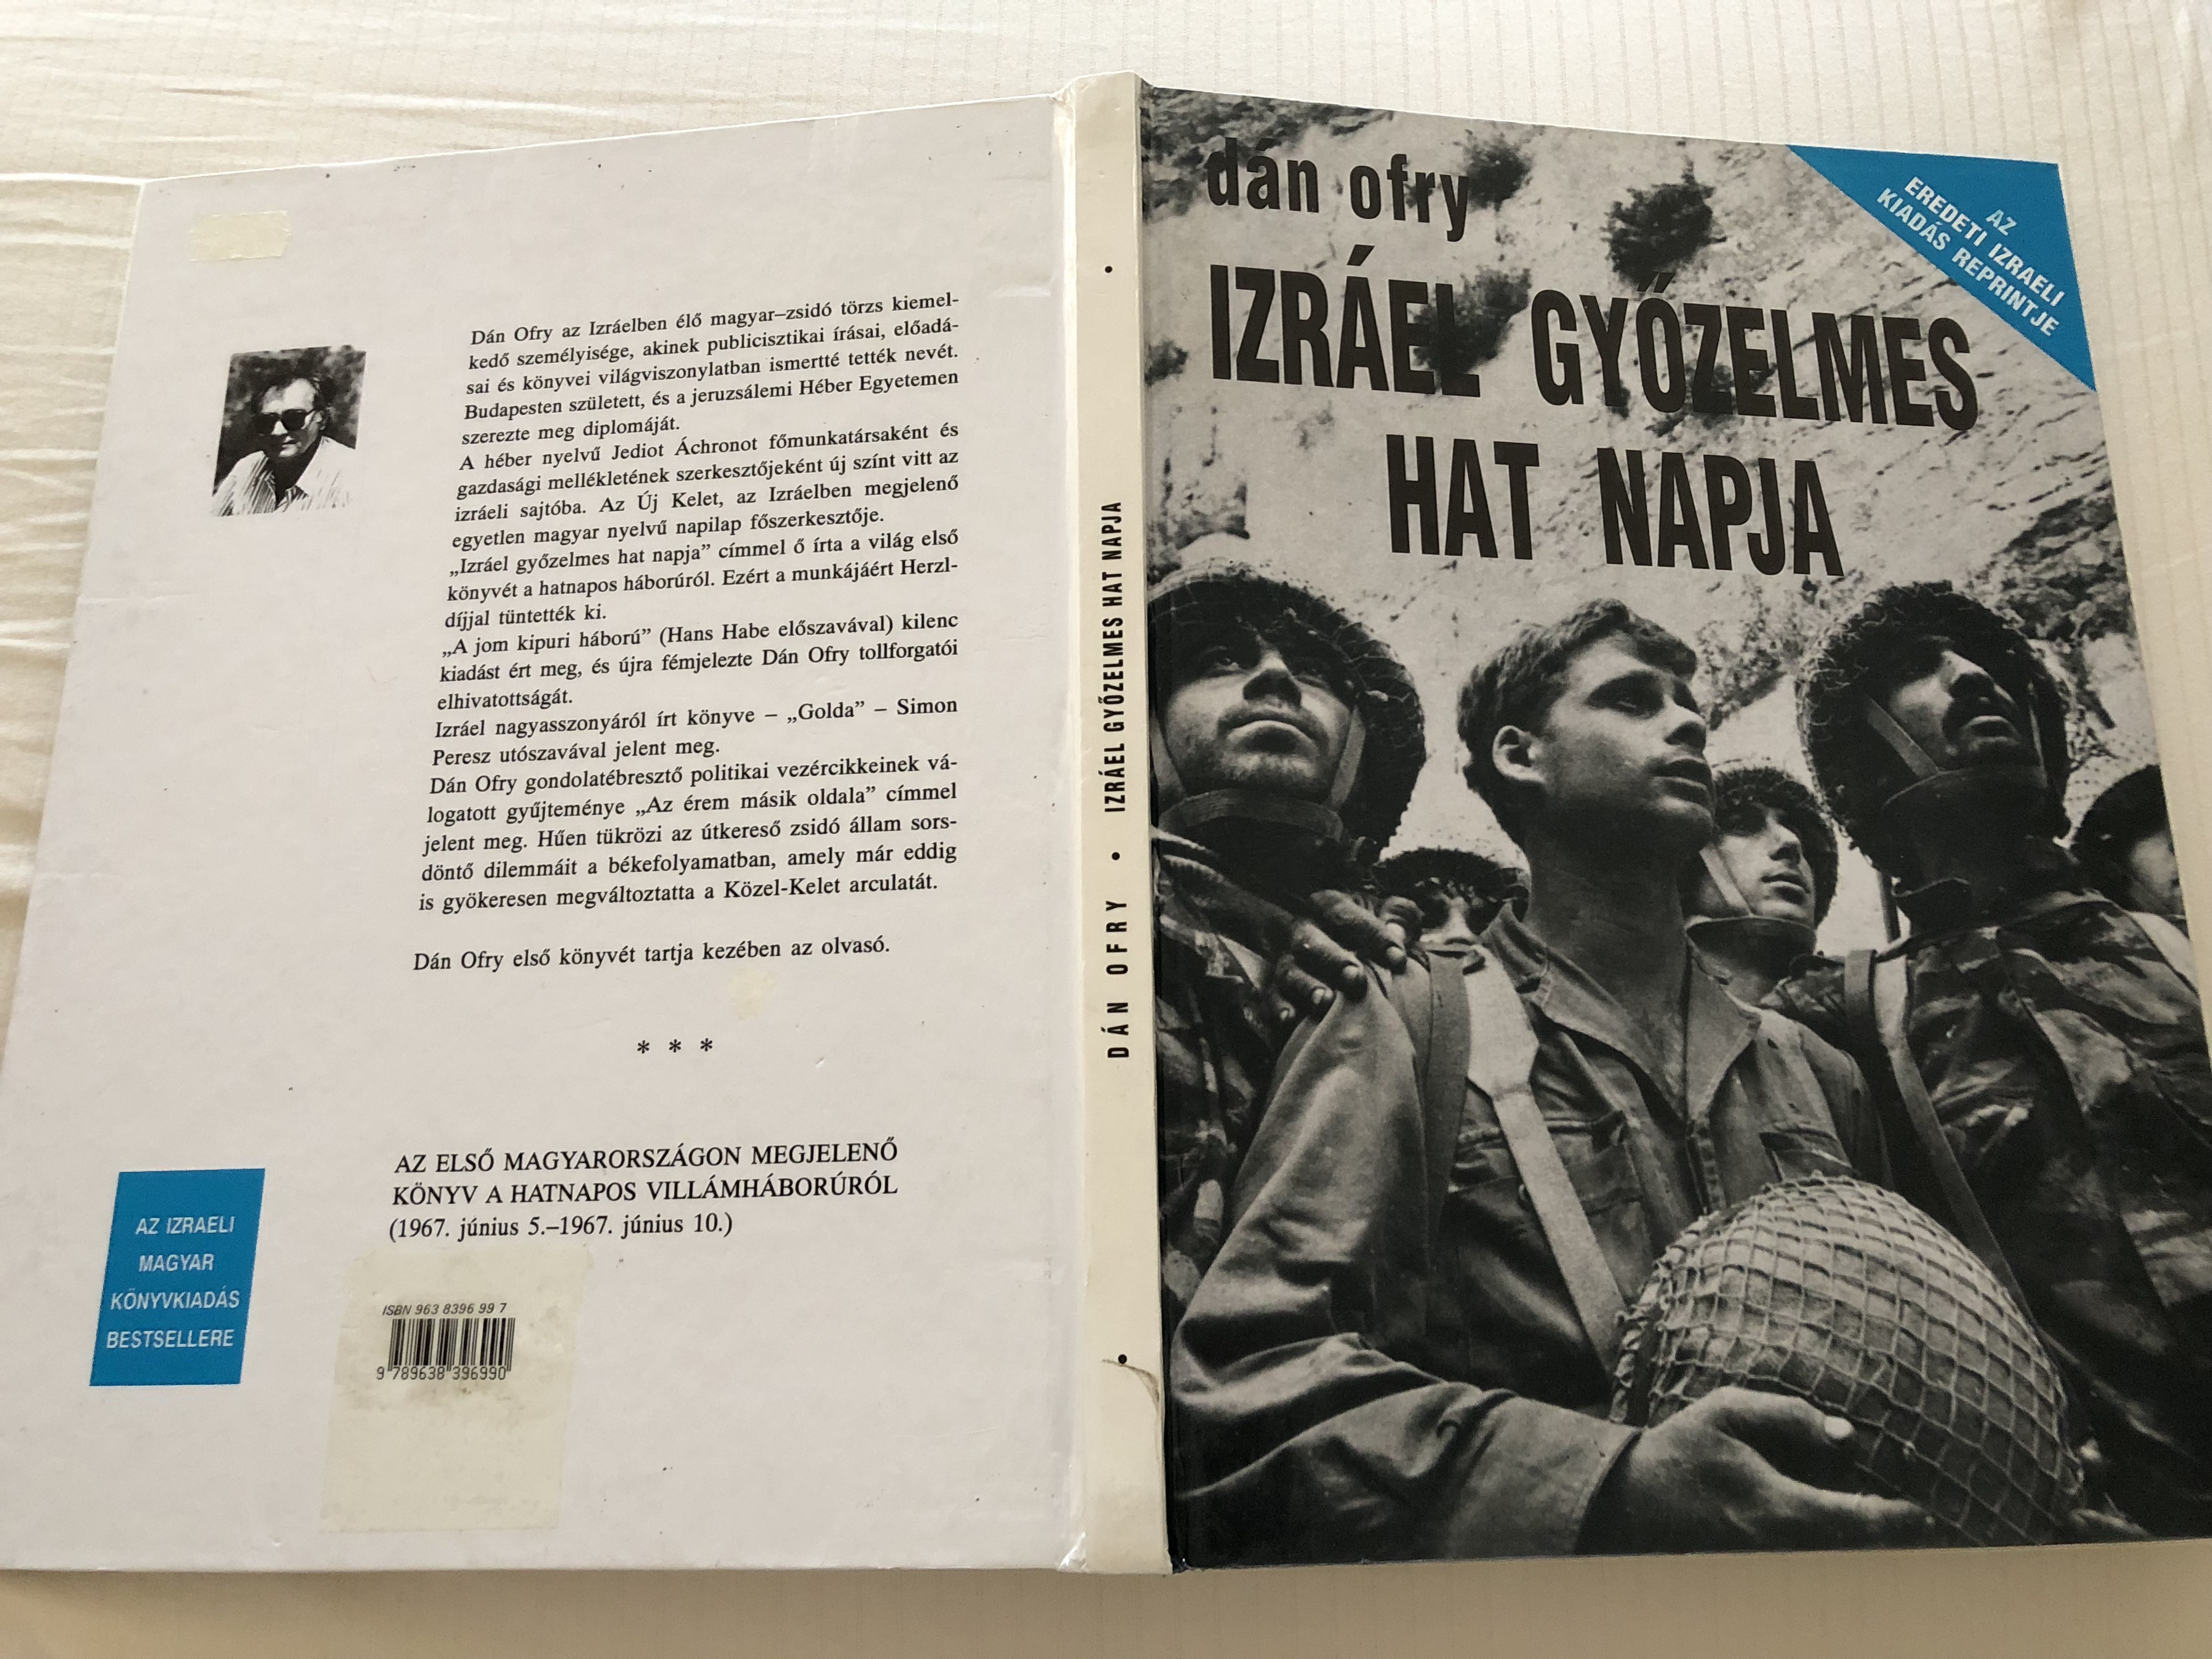 Dán Ofry az Izráelben élő magyar–zsidó törzs kiemel-
kedő személyisége, akinek publicisztikai írásai, előadá-
sai és könyvei világviszonylatban ismertté tették nevét.
Budapesten született, és a jeruzsálemi Héber Egyetemen
szerezte meg diplomáját.
A héber nyelvű Jediot Áchronot főmunkatársaként és
gazdasági mellékletének szerkesztőjeként új színt vitt az
izráeli sajtóba. Az Új Kelet, az Izráelben megjelenő
egyetlen magyar nyelvű napilap főszerkesztője.
„Izráel győzelmes hat napja” címmel ő írta a világ első
könyvét a hatnapos háborúról. Ezért a munkájáért Herzl-
díjjal tüntették ki.
„A jom kipuri háború” (Hans Habe előszavával) kilenc
kiadást ért meg, és újra fémjelezte Dán Ofry tollforgatói
elhivatottságát.
Izráel nagyasszonyáról írt könyve – „Golda” – Simon
Peresz utószavával jelent meg.
Dán Ofry gondolatébresztő politikai vezércikkeinek vá-
logatott gyűjteménye „Az érem másik oldala” címmel
jelent meg. Hűen tükrözi az útkereső zsidó állam sors-
döntő dilemmáit a békefolyamatban, amely már eddig
is gyökeresen megváltoztatta a Közel-Kelet arculatát.
Dán Ofry első könyvét tartja kezében az olvasó.
* * *
AZ ELSŐ MAGYARORSZÁGON MEGJELENŐ
KÖNYV A HATNAPOS VILLÁMHÁBORÚRÓL
(1967. június 5.–1967. június 10.)
AZ IZRAELI
MAGYAR
KÖNYVKIADÁS
BESTSELLERE
ISBN 963 8396 99 7
9 789638 396990
DÁN OFRY • IZRÁEL GYŐZELMES HAT NAPJA
dán ofry
IZRÁEL GYŐZELMES
HAT NAPJA
AZ
EREDETI IZRAELI
KIADÁS REPRINTJE